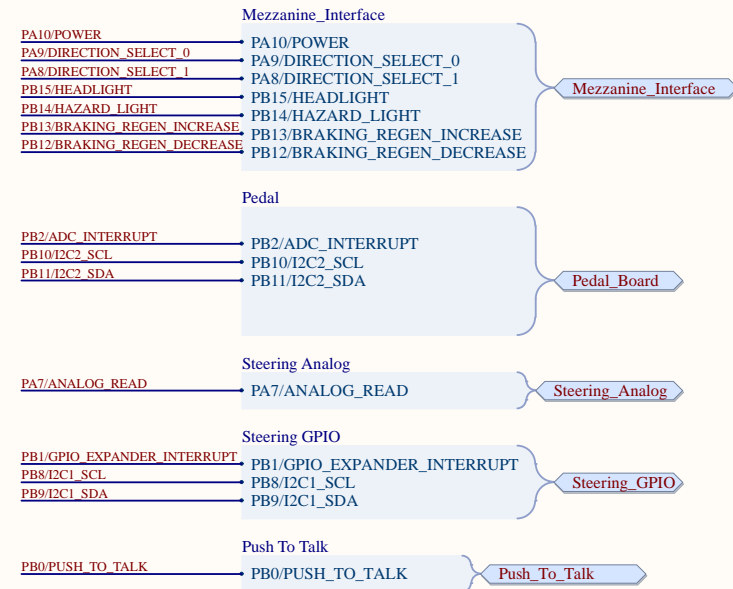 Mezzanine_Interface
PA10/POWER PA10/POWER
PA9/DIRECTION_SELECT_0 PA9/DIRECTION_SELECT_0
PA8/DIRECTION_SELECT_1 PA8/DIRECTION_SELECT_1
PB15/HEADLIGHT PB15/HEADLIGHT Mezzanine_Interface
PB14/HAZARD_LIGHT PB14/HAZARD_LIGHT
PB13/BRAKING_REGEN_INCREASE PB13/BRAKING_REGEN_INCREASE
PB12/BRAKING_REGEN_DECREASE PB12/BRAKING_REGEN_DECREASE
Pedal
PB2/ADC_INTERRUPT PB2/ADC_INTERRUPT
PB10/I2C2_SCL PB10/I2C2_SCL
PB11/I2C2_SDA PB11/I2C2_SDA Pedal_Board
Steering Analog
PA7/ANALOG_READ PA7/ANALOG_READ Steering_Analog
Steering GPIO
PB1/GPIO_EXPANDER_INTERRUPT PB1/GPIO_EXPANDER_INTERRUPT
PB8/I2C1_SCL PB8/I2C1_SCL Steering_GPIO
PB9/I2C1_SDA PB9/I2C1_SDA
Push To Talk
PB0/PUSH_TO_TALK PB0/PUSH_TO_TALK Push_To_Talk